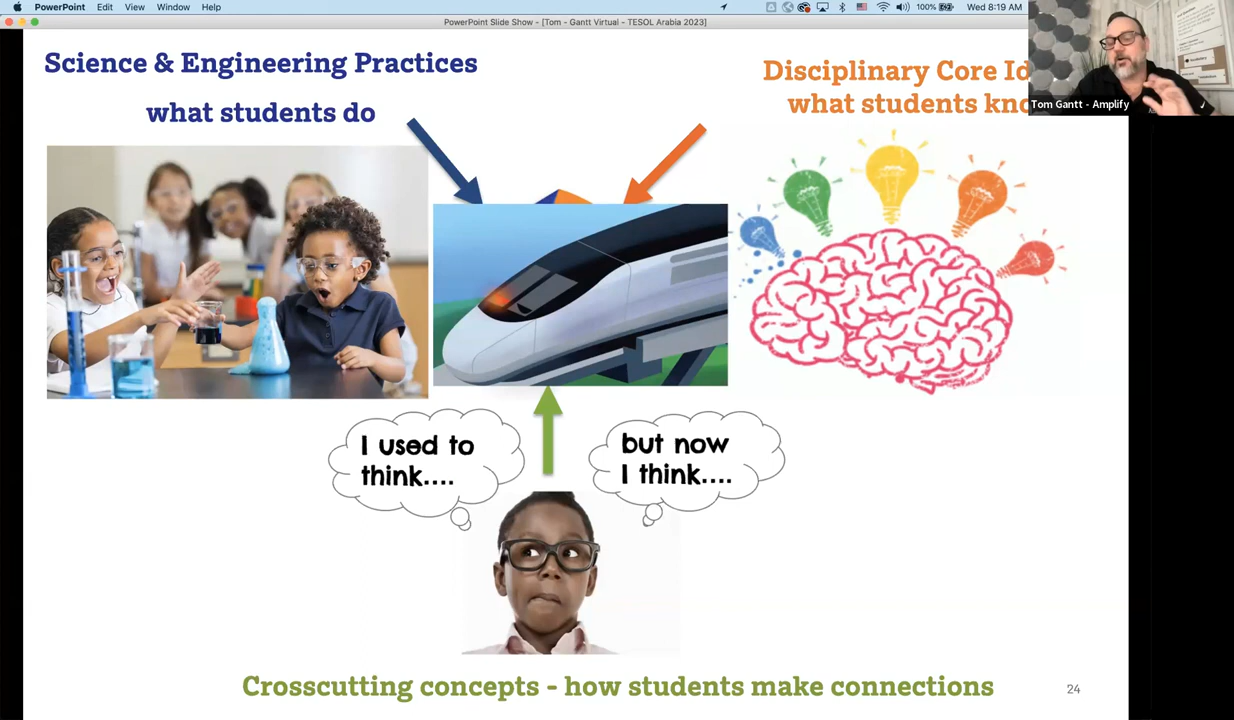 PowerPoint Edit View Window Help
100% Wed 8:19 AM
PowerPoint Slide Show - [Tom - Gantt Virtual - TESOL Arabia 2023]
Science & Engineering Practices
what students do
Disciplinary Core Id
what students kno
Tom Gantt - Amplify
I used to
think....
but now
I think....
Crosscutting concepts - how students make connections
24